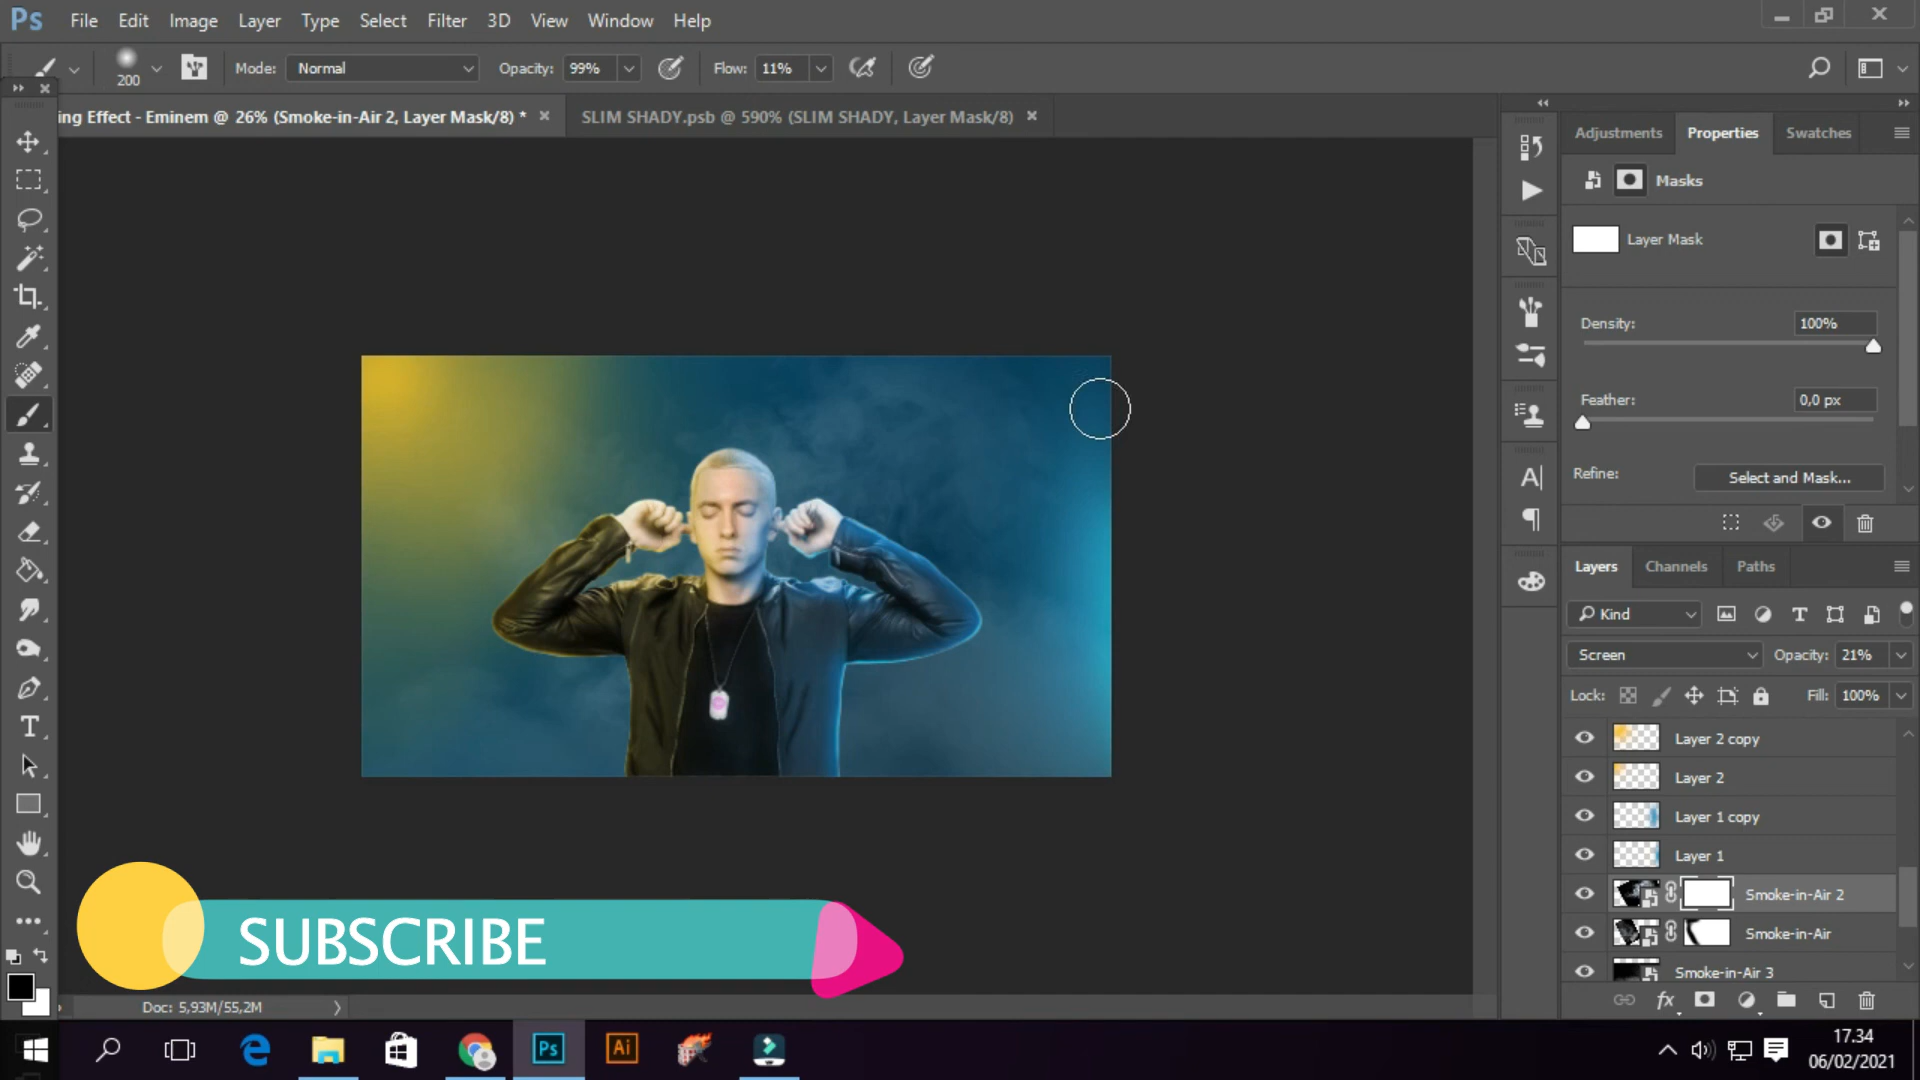 Ps File Edit Image Layer Type Select Filter 3D View Window Help
200 Mode: Normal Opacity: 99% Flow: 11%
ing Effect - Eminem @ 26% (Smoke-in-Air 2, Layer Mask/8) * SLIM SHADY.psb @ 590% (SLIM SHADY, Layer Mask/8)
Adjustments Properties Swatches
Masks
Layer Mask
Density: 100%
Feather: 0,0 px
Refine: Select and Mask...
Layers Channels Paths
Kind
Screen Opacity: 21%
Lock: Fill: 100%
Layer 2 copy
Layer 2
Layer 1 copy
Layer 1
Smoke-in-Air 2
Smoke-in-Air
Smoke-in-Air 3
fx
SUBSCRIBE
Doc: 5,93M/55,2M
Ps Ai
17.34
06/02/2021